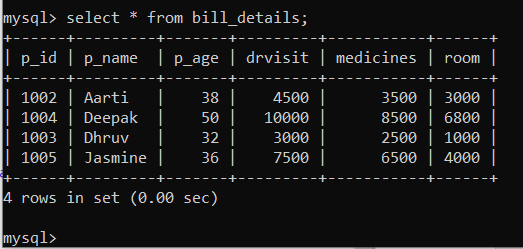 mysql> select * from bill_details;
+------+---------+-------+---------+-----------+------+
| p_id | p_name  | p_age | drvisit | medicines | room |
+------+---------+-------+---------+-----------+------+
| 1002 | Aarti   |    38 |    4500 |      3500 | 3000 |
| 1004 | Deepak  |    50 |   10000 |      8500 | 6800 |
| 1003 | Dhruv   |    32 |    3000 |      2500 | 1000 |
| 1005 | Jasmine |    36 |    7500 |      6500 | 4000 |
+------+---------+-------+---------+-----------+------+
4 rows in set (0.00 sec)
mysql>